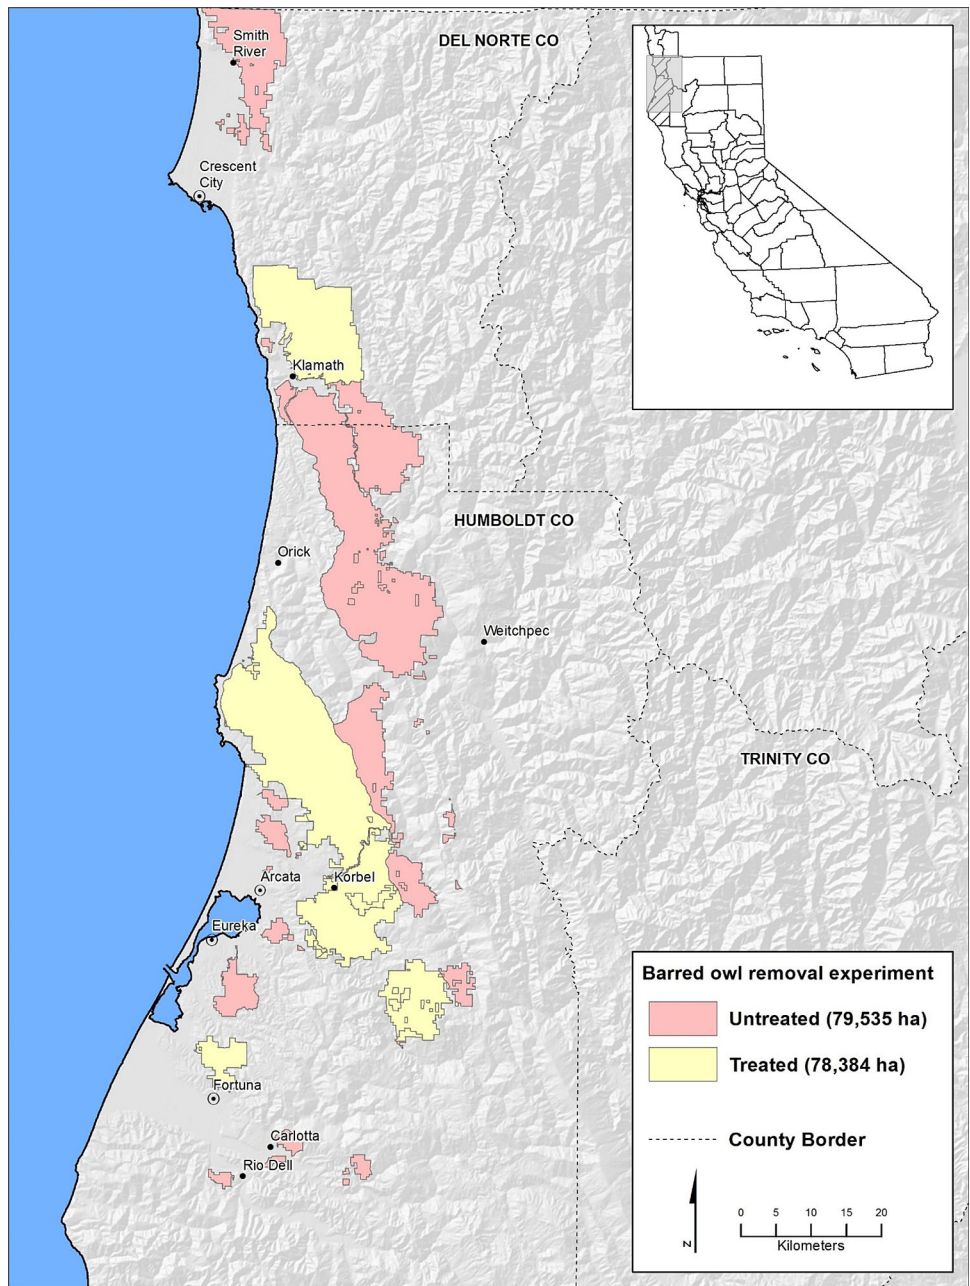 Smith
River
DEL NORTE CO
Crescent
City
Klamath
HUMBOLDT CO
Orick
Weitchpec
TRINITY CO
Arcata
Korbel
Eureka
Fortuna
Carlotta
Rio Dell
Barred owl removal experiment
Untreated (79,535 ha)
Treated (78,384 ha)
County Border
N
0 5 10 15 20
Kilometers